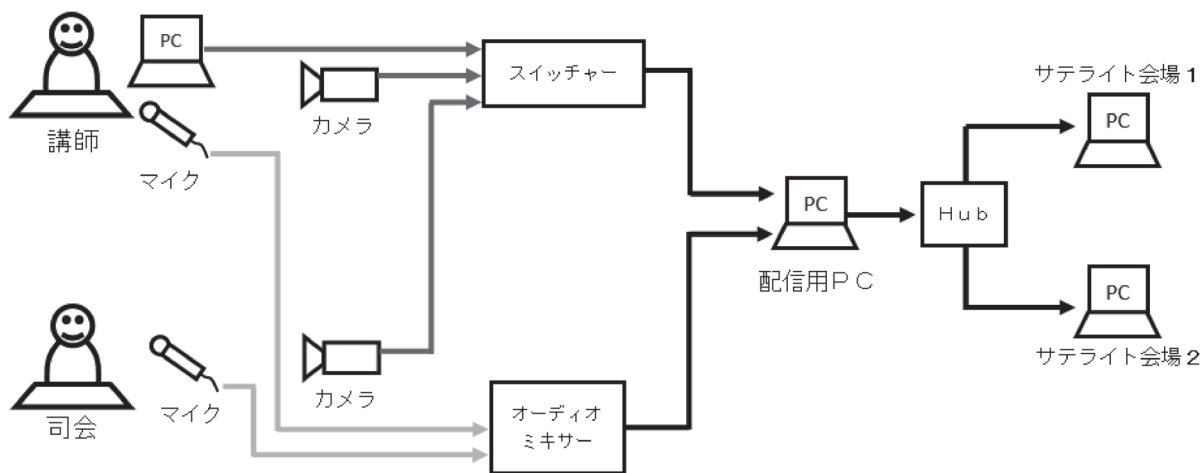 PC
スイッチャー
カメラ
講師
マイク
サテライト会場1
PC
PC
Hub
配信用PC
PC
サテライト会場2
カメラ
マイク
司会
オーディオ
ミキサー